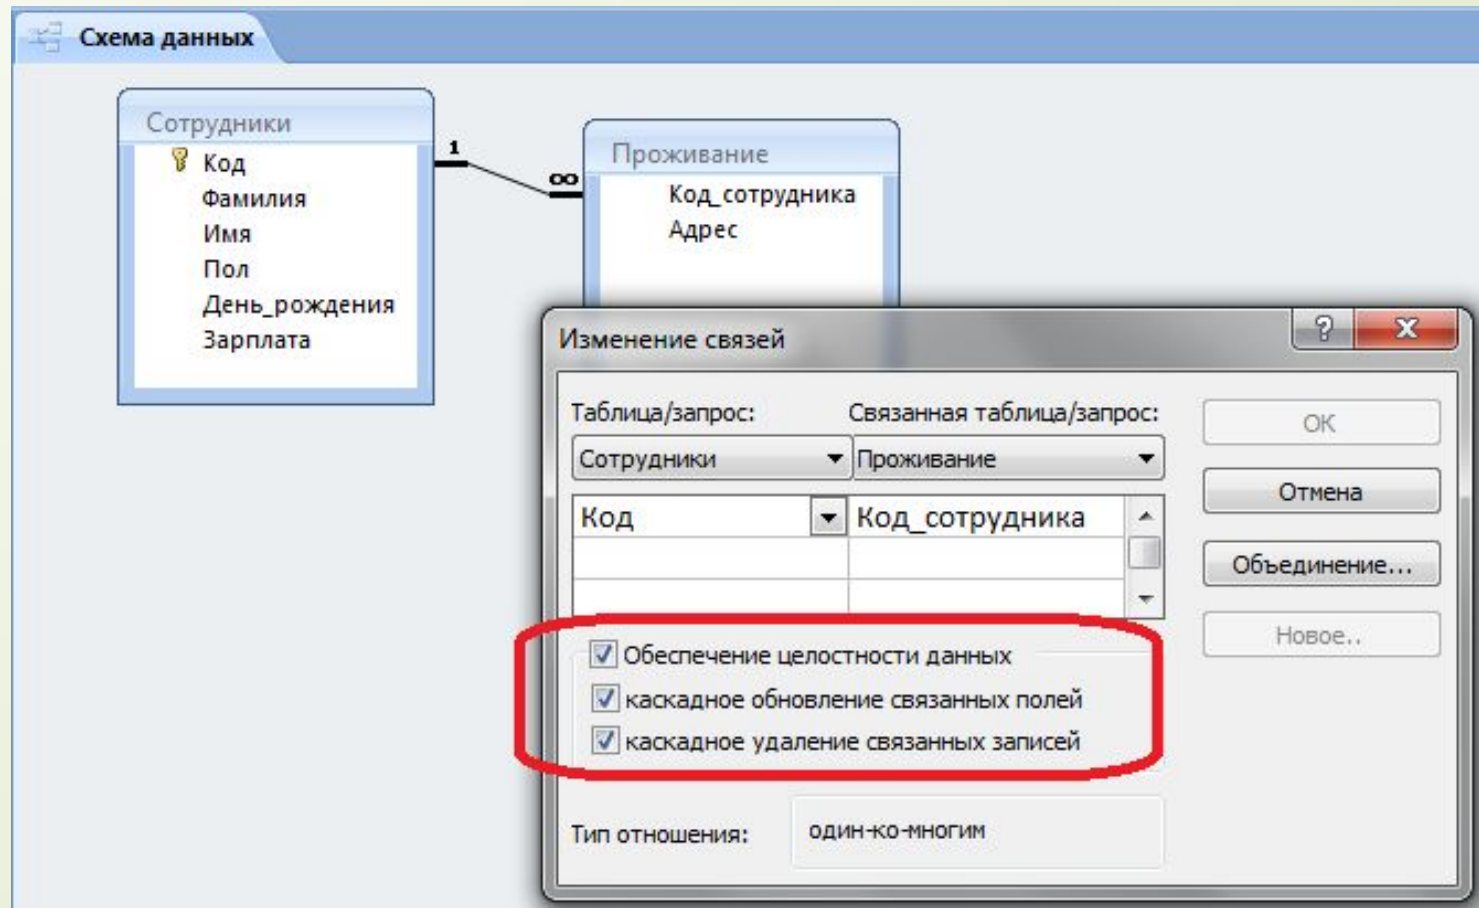 Схема данных
Сотрудники
Код
Фамилия
Имя
Пол
День_рождения
Зарплата
1
∞
Проживание
Код_сотрудника
Адрес
Изменение связей
?
X
Таблица/запрос:
Связанная таблица/запрос:
Сотрудники
Проживание
Код
Код_сотрудника
Обеспечение целостности данных
каскадное обновление связанных полей
каскадное удаление связанных записей
Тип отношения:
один-ко-многим
ОК
Отмена
Объединение...
Новое..